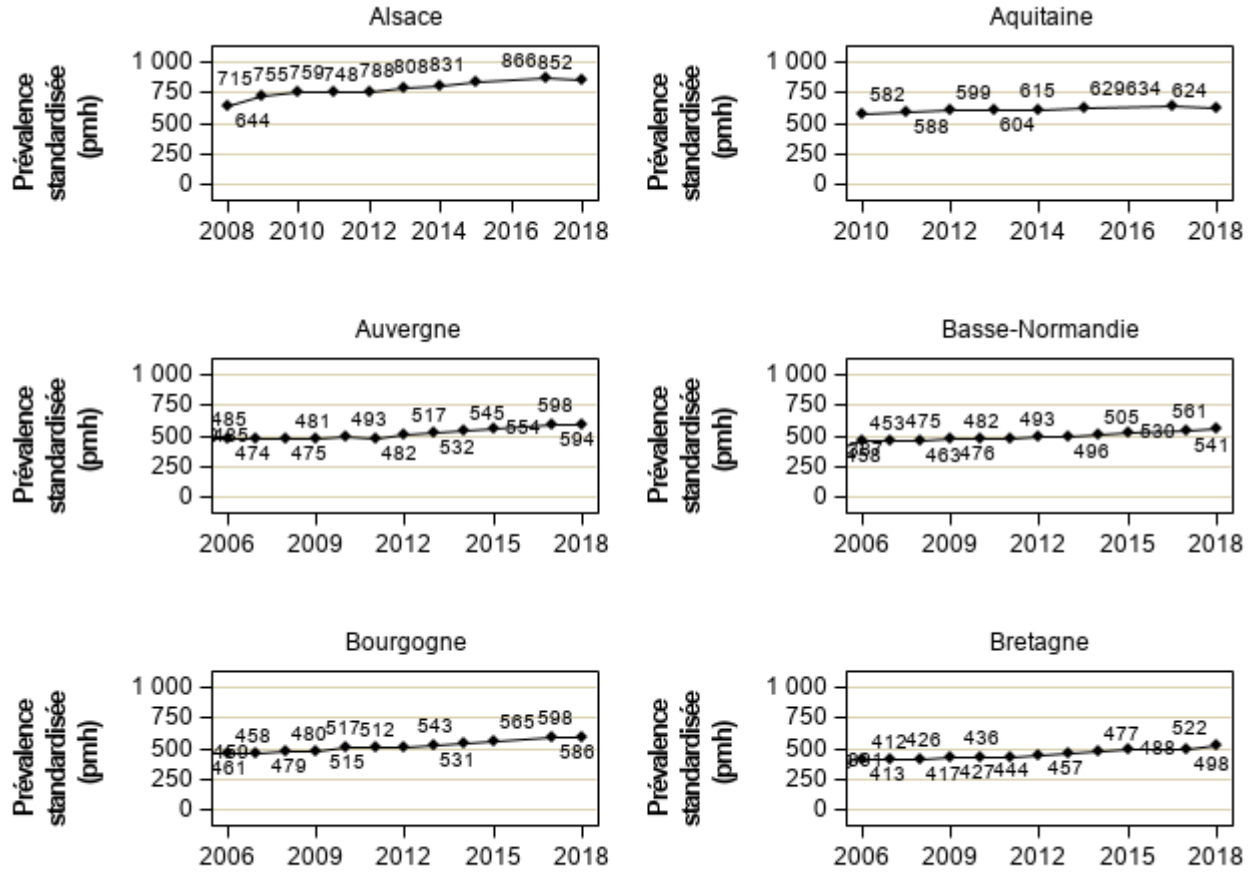 Alsace
Prévalence
standardisée
(pmh)
1 000
750
500
250
0
715 755 759 748 788 808 831 866 852
644
2008 2010 2012 2014 2016 2018
Aquitaine
Prévalence
standardisée
(pmh)
1 000
750
500
250
0
582 599 615 629 634 624
588 604
2010 2012 2014 2016 2018
Auvergne
Prévalence
standardisée
(pmh)
1 000
750
500
250
0
485 481 493 517 545 598
485 474 475 482 532 554 594
2006 2009 2012 2015 2018
Basse-Normandie
Prévalence
standardisée
(pmh)
1 000
750
500
250
0
453 475 482 493 505 561
458 463 476 496 530 541
2006 2009 2012 2015 2018
Bourgogne
Prévalence
standardisée
(pmh)
1 000
750
500
250
0
458 480 517 512 543 565 598
459 461 479 515 531 586
2006 2009 2012 2015 2018
Bretagne
Prévalence
standardisée
(pmh)
1 000
750
500
250
0
412 426 436 477 522
413 417 427 444 457 488 498
2006 2009 2012 2015 2018